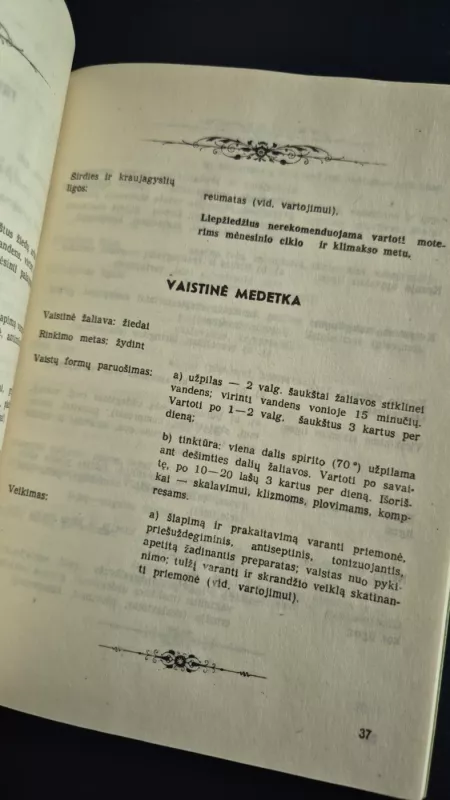 Širdies ir kraujagyslių
ligos:
reumatas (vid. vartojimui).
Liepžiedžius nerekomenduojama vartoti mote-
rims mėnesinio ciklo ir klimakso metu.
VAISTINĖ MEDETKA
Vaistinė žaliava: žiedai
Rinkimo metas: žydint
Vaistų formų paruošimas:
a) užpilas — 2 valg. šaukštai žaliavos stiklinei
vandens; virinti vandens vonioje 15 minučių.
Vartoti po 1—2 valg. šaukštus 3 kartus per
dieną;
b) tinktūra: viena dalis spirito (70°) užpilama
ant dešimties dalių žaliavos. Vartoti po savai-
tę, po 10—20 lašų 3 kartus per dieną. Išoriš-
kai — skalavimui, klizmoms, plovimams, komp-
resams.
Veikimas:
a) šlapimą ir prakaitavimą varanti priemonė,
priešuždegiminis, antiseptinis, tonizuojantis,
apetitą žadinantis preparatas; vaistas nuo pyki-
nimo; tulžį varanti ir skrandžio veiklą skatinan-
ti priemonė (vid. vartojimui).
37